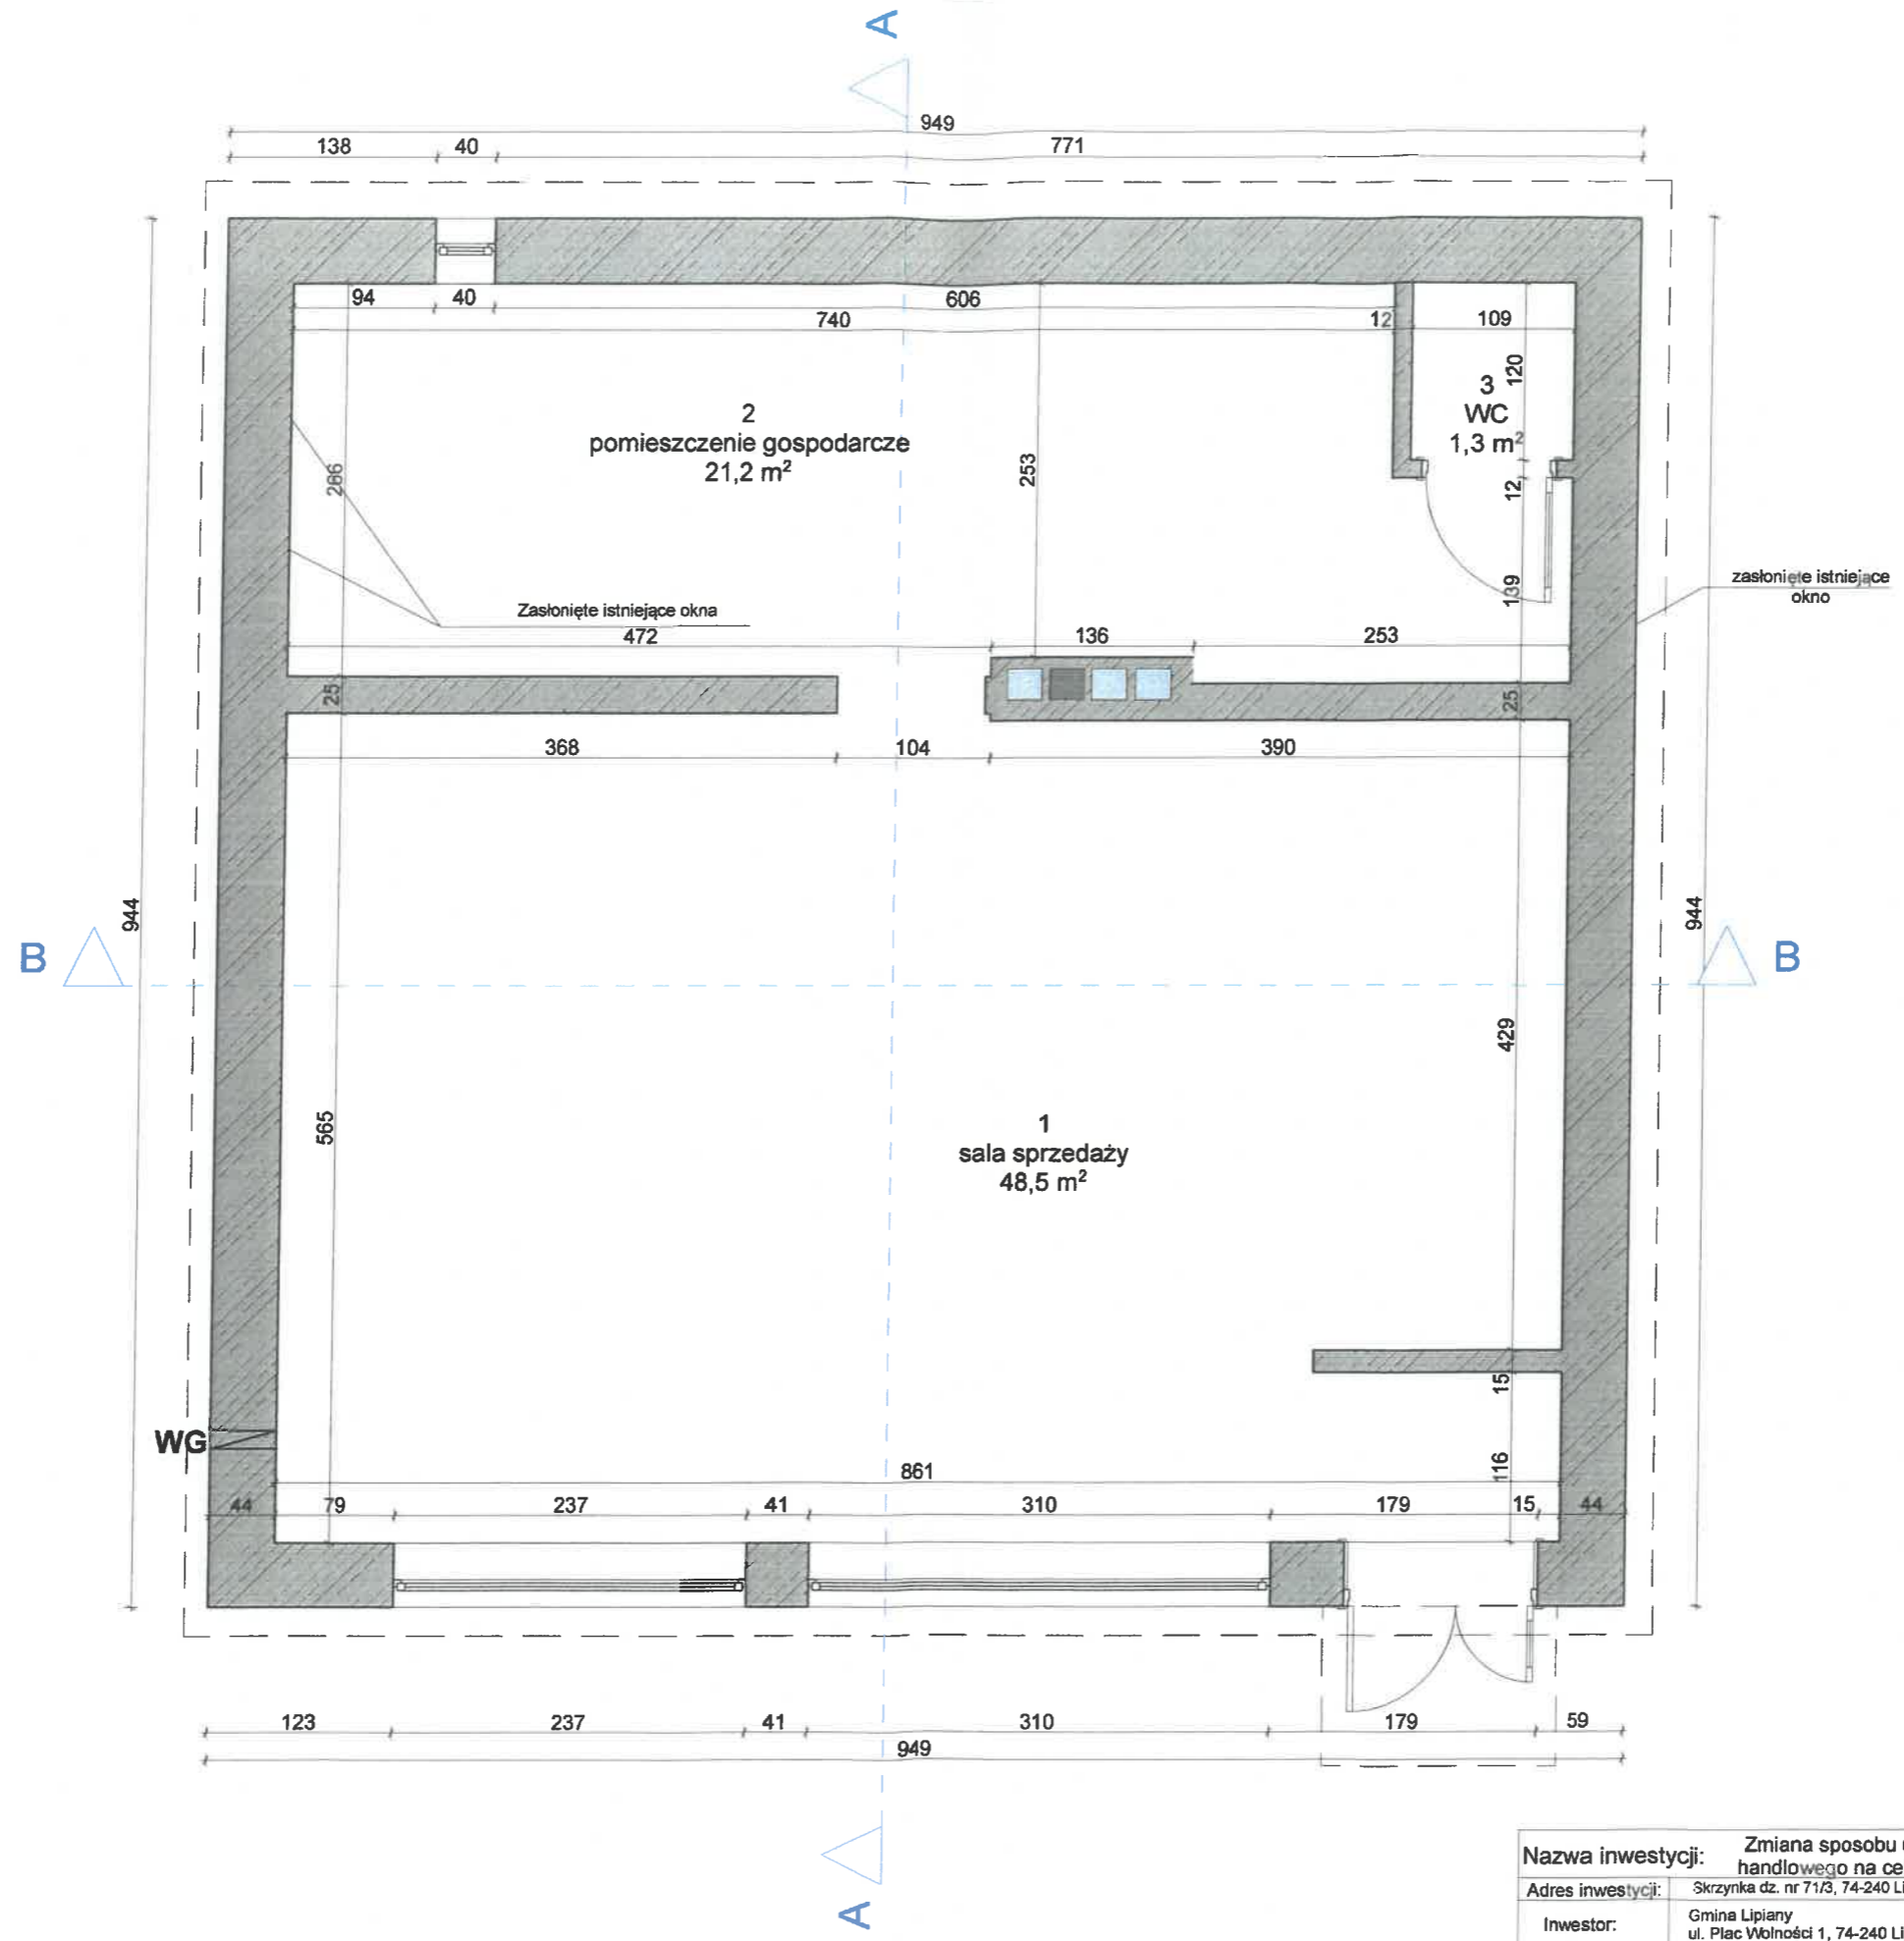 A
949
138 40 771
94 40 606
740 12 109
2
pomieszczenie gospodarcze
21,2 m²
3
WC
1,3 m²
120
12
139
266
253
zasłonięte istniejące
okno
Zasłonięte istniejące okna
472 136 253
25
25
368 104 390
944
944
B
B
429
565
1
sala sprzedaży
48,5 m²
15
WG
116
861
44 79 237 41 310 179 15 44
123 237 41 310 179 59
949
A
Nazwa inwestycji: Zmiana sposobu
handlowego na ce
Adres inwestycji: Skrzynka dz. nr 71/3, 74-240 Li
Inwestor: Gmina Lipiany
ul. Plac Wolności 1, 74-240 Li